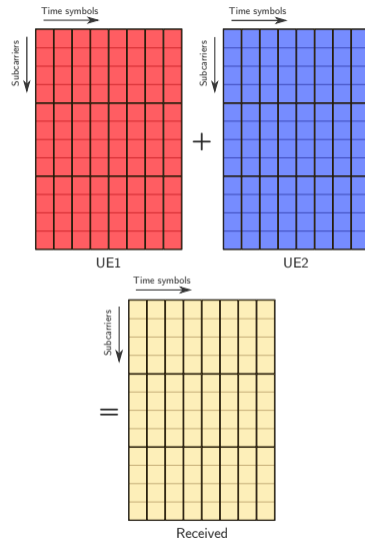 Time symbols
Time symbols
Subcarriers
Subcarriers
+
UE1
UE2
Time symbols
Subcarriers
=
Received